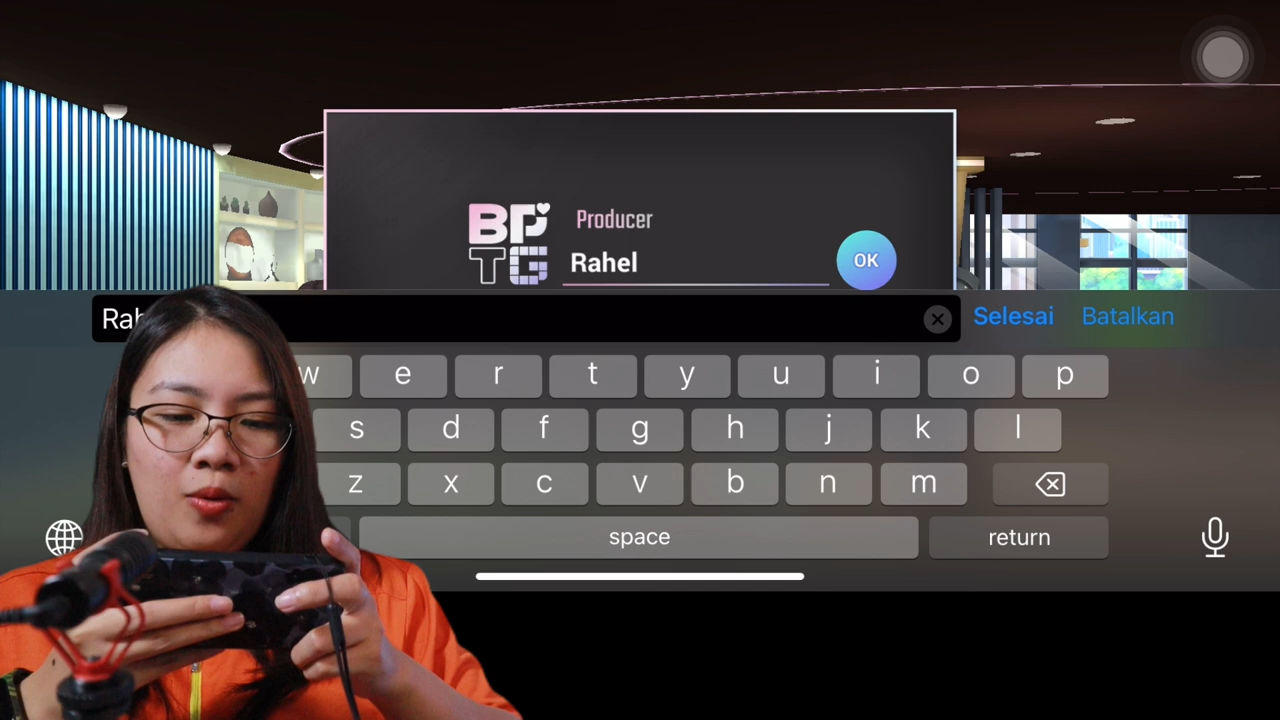 BP
TG
Producer
Rahel
OK
Rah
Selesai
Batalkan
w e r t y u i o p
s d f g h j k l
z x c v b n m
space
return